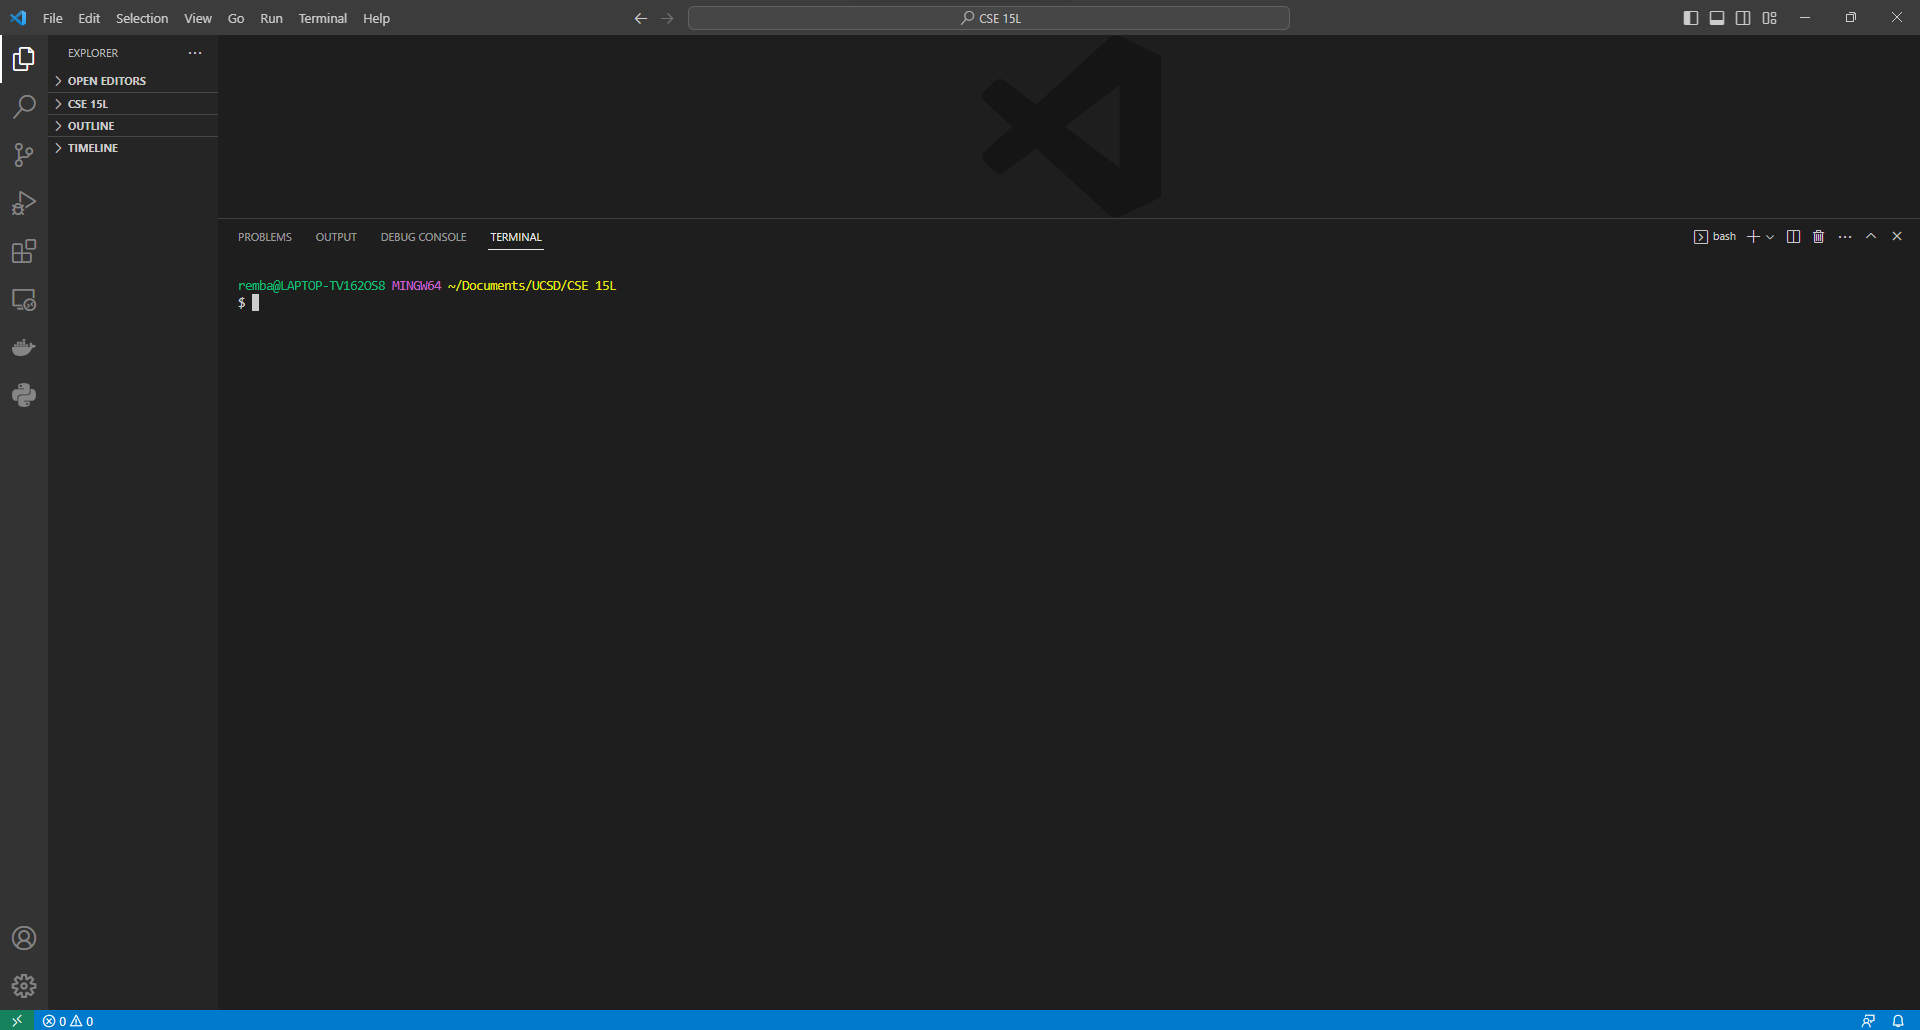 File Edit Selection View Go Run Terminal Help
CSE 15L
EXPLORER
OPEN EDITORS
CSE 15L
OUTLINE
TIMELINE
PROBLEMS OUTPUT DEBUG CONSOLE TERMINAL
bash
remba@LAPTOP-TV162OS8 MINGW64 ~/Documents/UCSD/CSE 15L
$
0 0